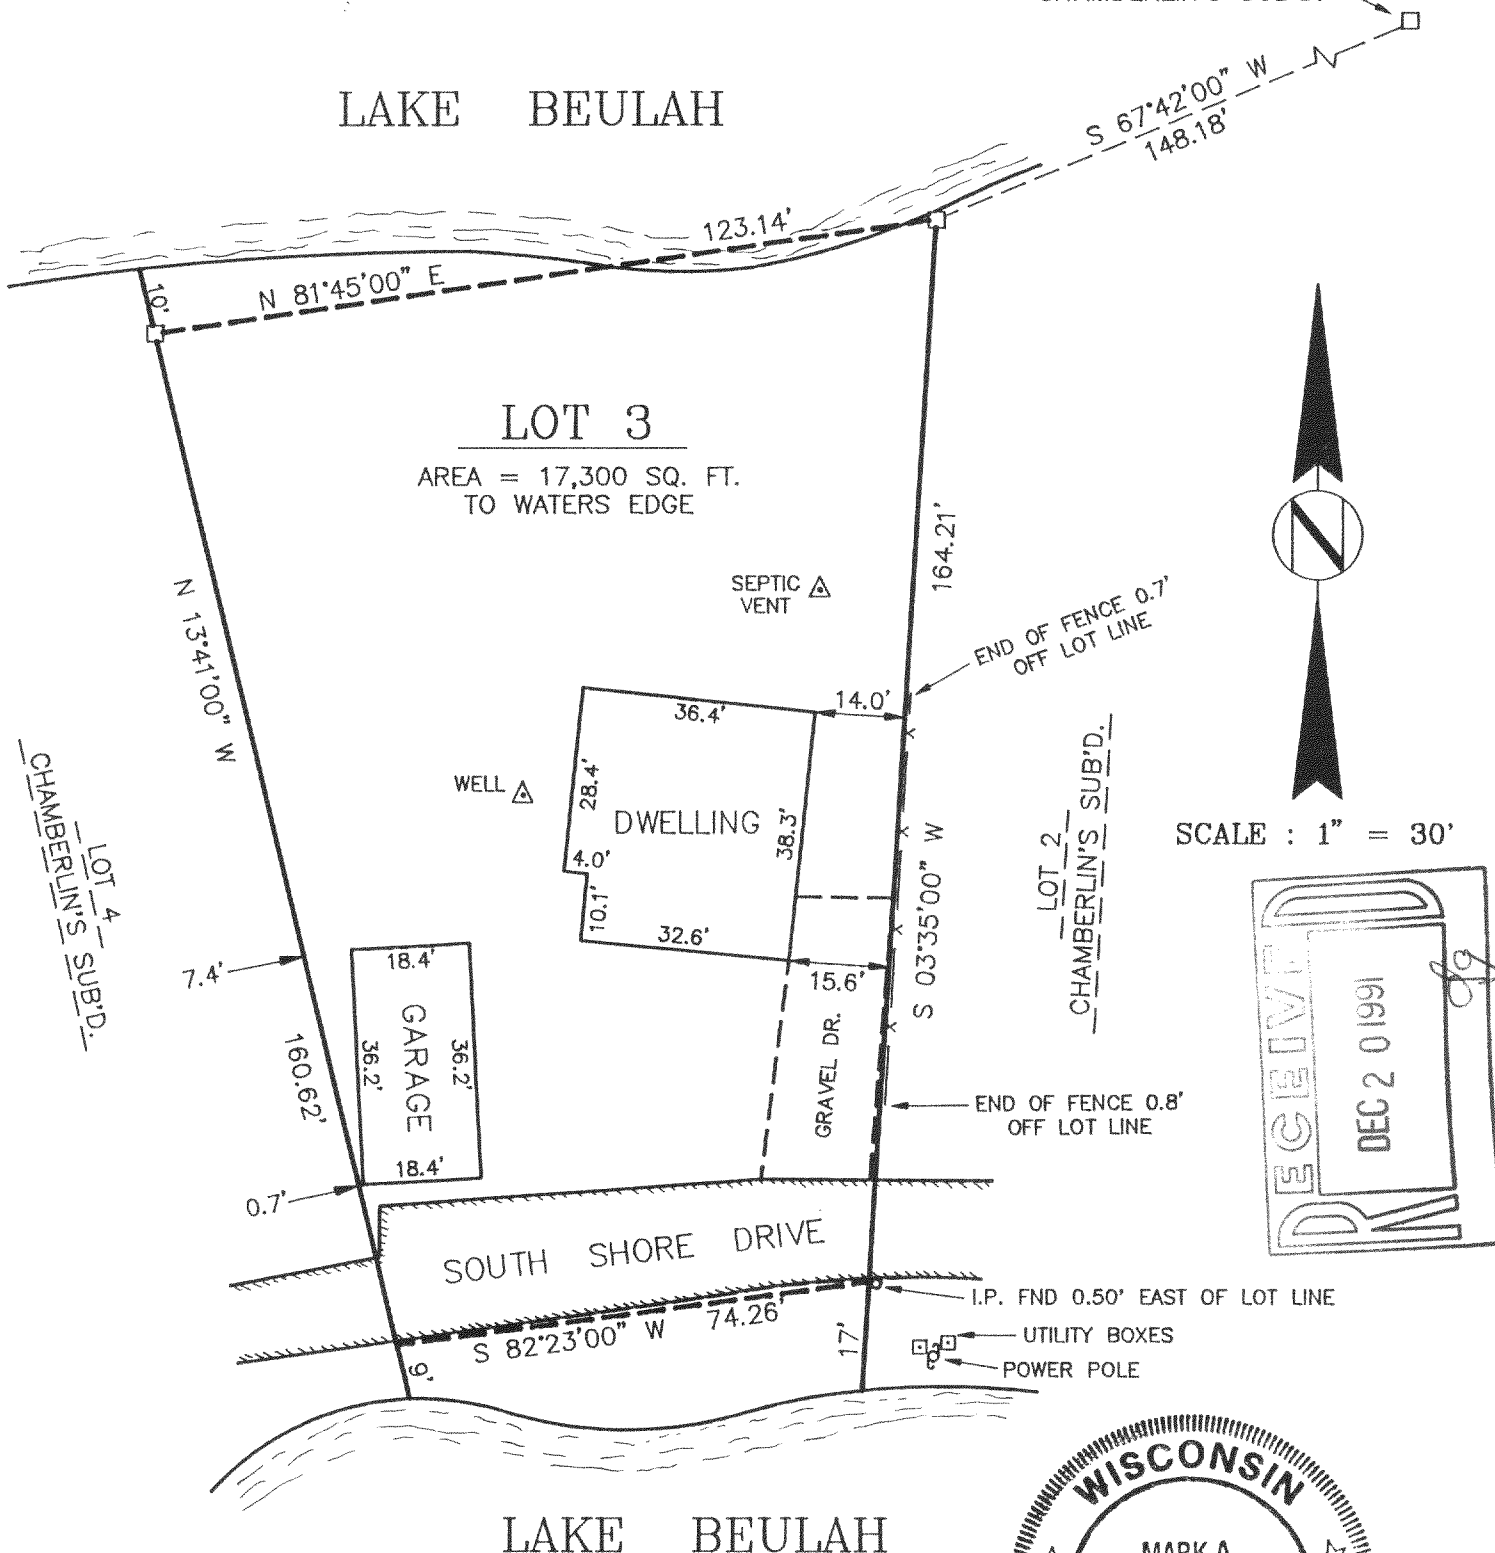 LAKE BEULAH
S 67°42'00" W
148.18'
123.14'
N 81°45'00" E
10'
LOT 3
AREA = 17,300 SQ. FT.
TO WATERS EDGE
164.21'
SEPTIC
VENT
END OF FENCE 0.7'
OFF LOT LINE
N 13°41'00" W
36.4'
14.0'
WELL
28.4'
DWELLING
38.3'
4.0'
10.1'
32.6'
15.6'
S 03°35'00" W
LOT 2
CHAMBERLIN'S SUB'D.
SCALE : 1" = 30'
LOT 4
CHAMBERLIN'S SUB'D.
7.4'
18.4'
GARAGE
36.2'
36.2'
18.4'
160.62'
0.7'
GRAVEL DR.
END OF FENCE 0.8'
OFF LOT LINE
RECEIVED
DEC 20 1991
SOUTH SHORE DRIVE
I.P. FND 0.50' EAST OF LOT LINE
S 82°23'00" W
74.26'
UTILITY BOXES
POWER POLE
17'
9'
WISCONSIN
MARK A.
LAKE BEULAH